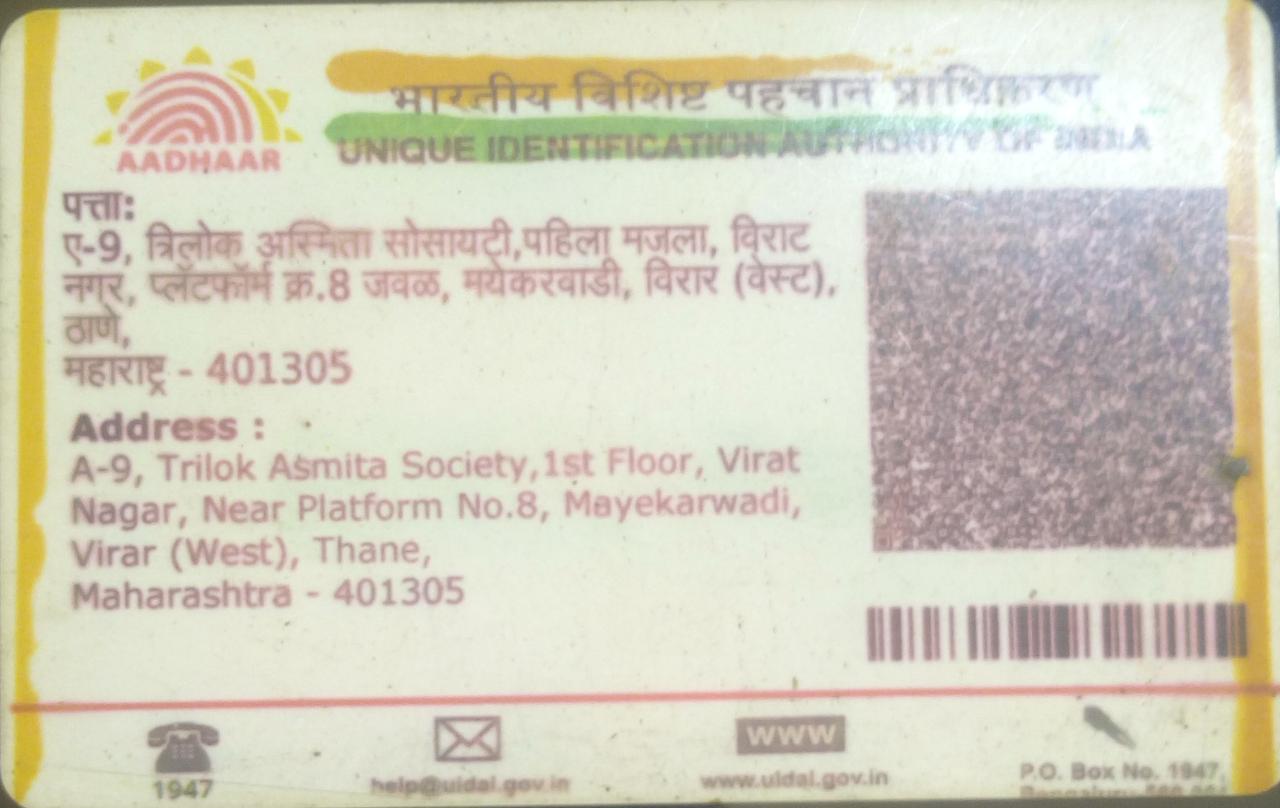 भारतीय विशिष्ट पहचान प्राधिकरण
AADHAAR
UNIQUE IDENTIFICATION AUTHORITY OF INDIA
पत्ता:
ए-9, त्रिलोक अस्मिता सोसायटी,पहिला मजला, विराट
नगर, प्लॅटफॉर्म क्र.8 जवळ, मयेकरवाडी, विरार (वेस्ट),
ठाणे,
महाराष्ट्र - 401305
Address :
A-9, Trilok Asmita Society,1st Floor, Virat
Nagar, Near Platform No.8, Mayekarwadi,
Virar (West), Thane,
Maharashtra - 401305
WWW
1947
help@uidai.gov.in
www.uidai.gov.in
P.O. Box No. 1947,
Bengaluru-